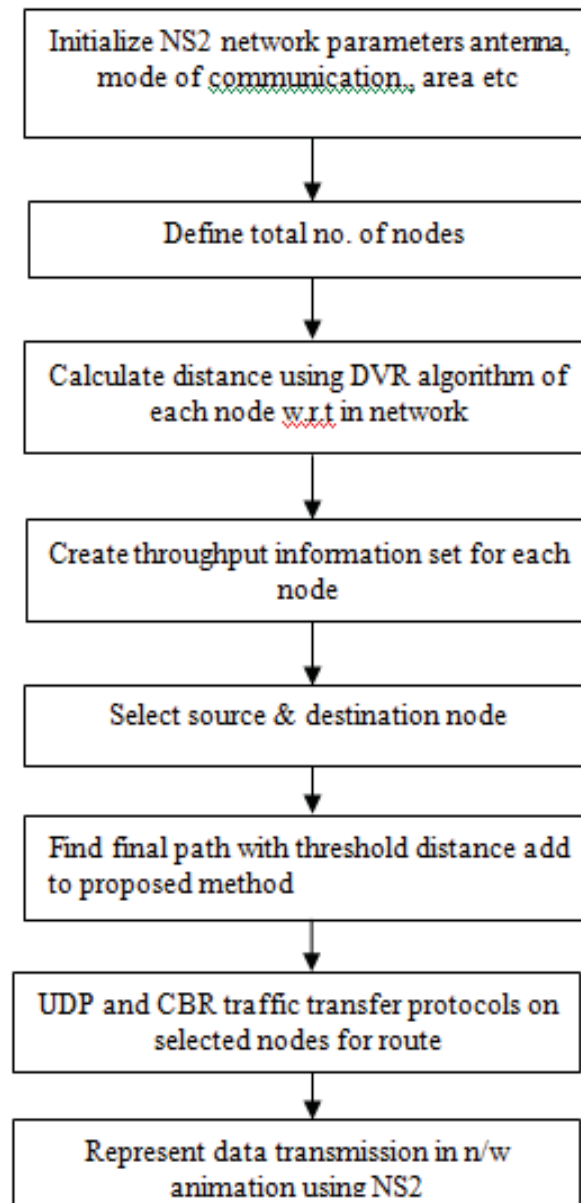 Initialize NS2 network parameters antenna,
mode of communication., area etc
Define total no. of nodes
Calculate distance using DVR algorithm of
each node w.r.t in network
Create throughput information set for each
node
Select source & destination node
Find final path with threshold distance add
to proposed method
UDP and CBR traffic transfer protocols on
selected nodes for route
Represent data transmission in n/w
animation using NS2